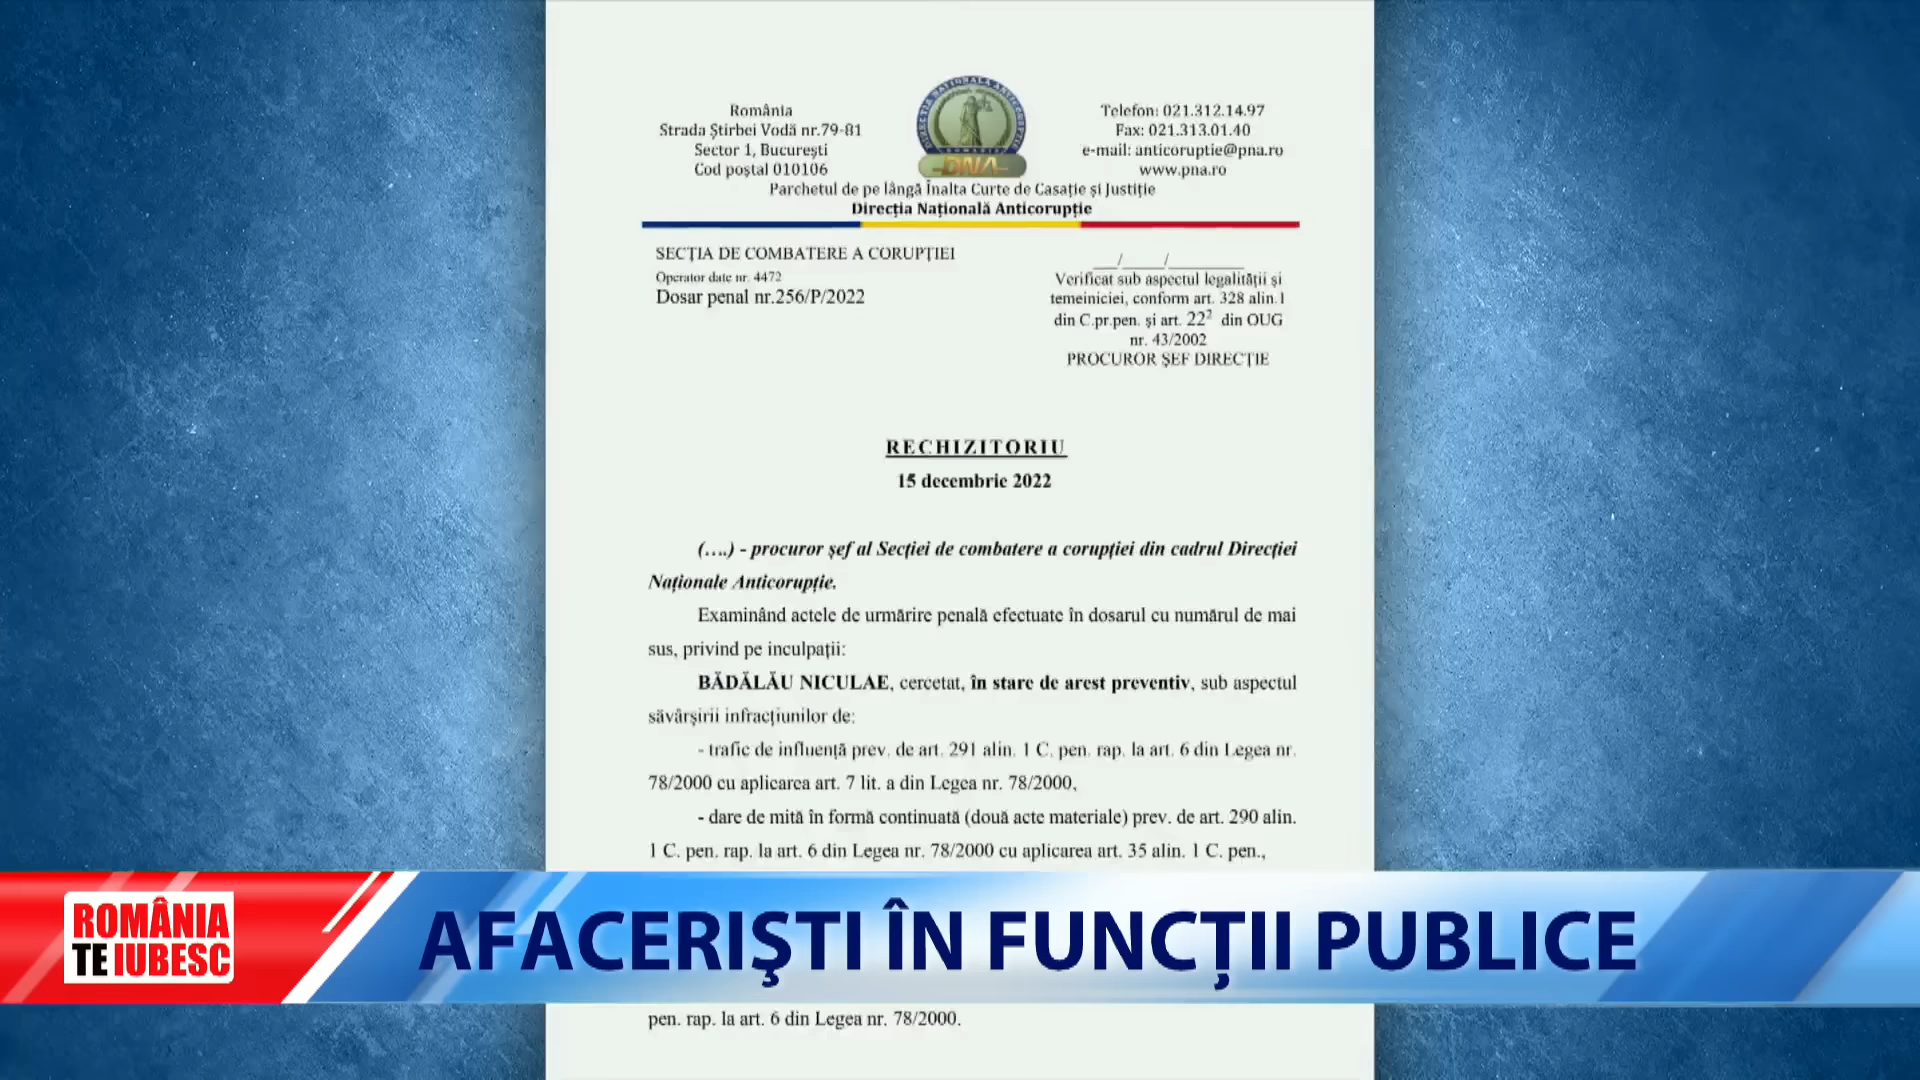 România
Strada Ştirbei Vodă nr.79-81
Sector 1, Bucureşti
Cod poştal 010106
DIRECŢIA NAŢIONALĂ ANTICORUPŢIE
ROMANIA
DNA
Telefon: 021.312.14.97
Fax: 021.313.01.40
e-mail: anticoruptie@pna.ro
www.pna.ro
Parchetul de pe lângă Înalta Curte de Casaţie şi Justiţie
Direcţia Naţională Anticorupţie
SECŢIA DE COMBATERE A CORUPŢIEI
Operator date nr. 4472
Dosar penal nr.256/P/2022
___/_____/_________
Verificat sub aspectul legalităţii şi
temeiniciei, conform art. 328 alin.1
din C.pr.pen. şi art. 22² din OUG
nr. 43/2002
PROCUROR ŞEF DIRECŢIE
RECHIZITORIU
15 decembrie 2022
(….) - procuror şef al Secţiei de combatere a corupţiei din cadrul Direcţiei
Naţionale Anticorupţie.
Examinând actele de urmărire penală efectuate în dosarul cu numărul de mai
sus, privind pe inculpaţii:
BĂDĂLĂU NICULAE, cercetat, în stare de arest preventiv, sub aspectul
săvârşirii infracţiunilor de:
- trafic de influenţă prev. de art. 291 alin. 1 C. pen. rap. la art. 6 din Legea nr.
78/2000 cu aplicarea art. 7 lit. a din Legea nr. 78/2000,
- dare de mită în formă continuată (două acte materiale) prev. de art. 290 alin.
1 C. pen. rap. la art. 6 din Legea nr. 78/2000 cu aplicarea art. 35 alin. 1 C. pen.,
ROMÂNIA
TE IUBESC
AFACERIŞTI ÎN FUNCŢII PUBLICE
pen. rap. la art. 6 din Legea nr. 78/2000.